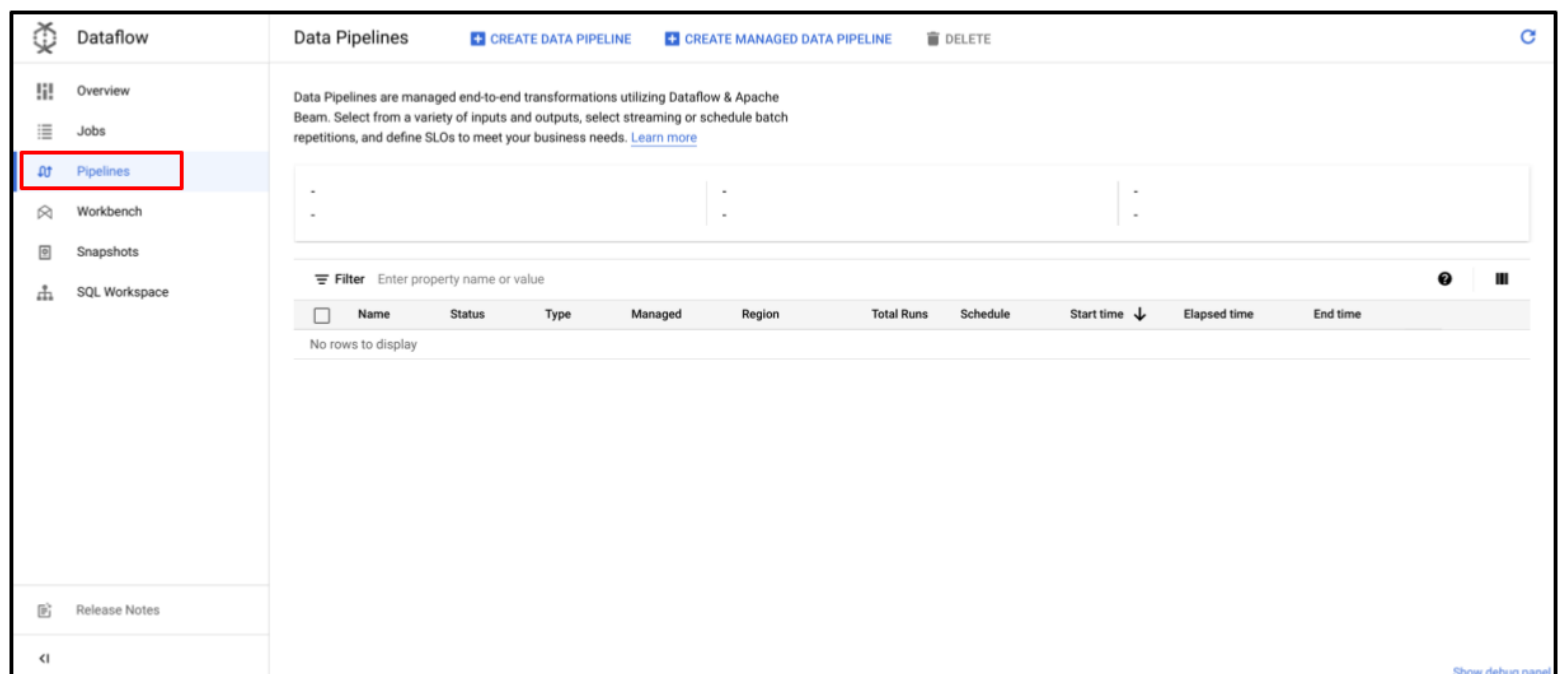 Dataflow
Overview
Jobs
Pipelines
Workbench
Snapshots
SQL Workspace
Release Notes
Data Pipelines
CREATE DATA PIPELINE
CREATE MANAGED DATA PIPELINE
DELETE
Data Pipelines are managed end-to-end transformations utilizing Dataflow & Apache
Beam. Select from a variety of inputs and outputs, select streaming or schedule batch
repetitions, and define SLOs to meet your business needs. Learn more
- - -
- - -
Filter Enter property name or value
Name Status Type Managed Region Total Runs Schedule Start time Elapsed time End time
No rows to display
Show debug panel